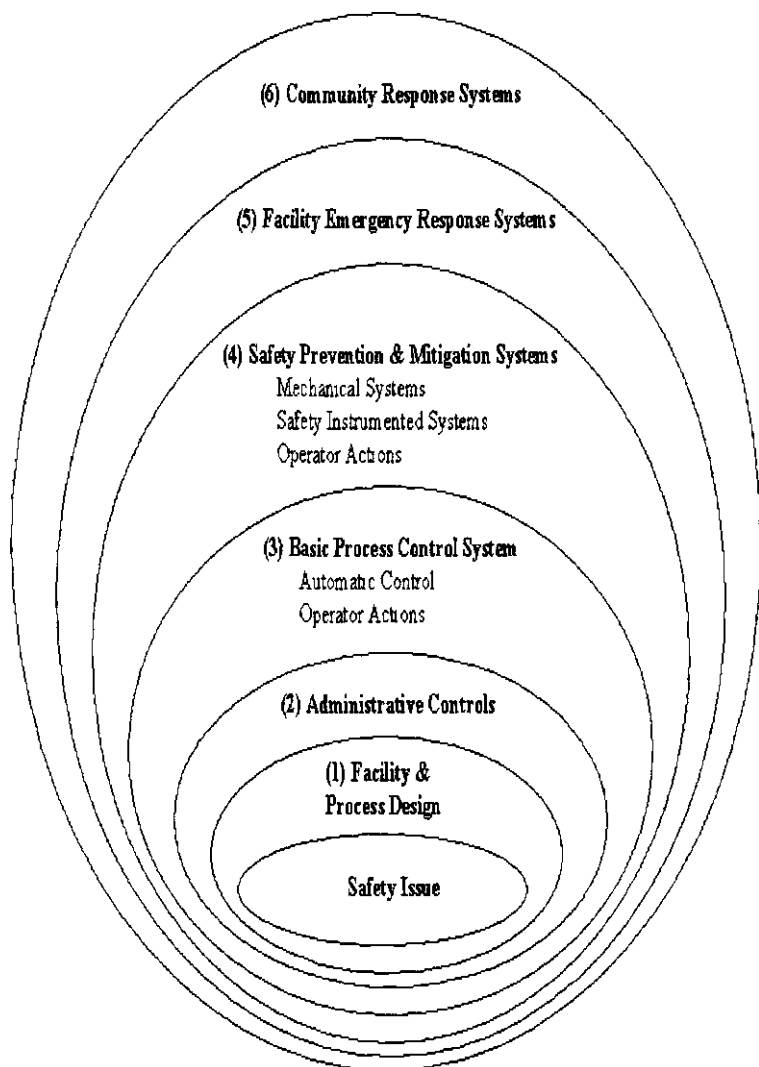 (6) Community Response Systems
(5) Facility Emergency Response Systems
(4) Safety Prevention & Mitigation Systems
Mechanical Systems
Safety Instrumented Systems
Operator Actions
(3) Basic Process Control System
Automatic Control
Operator Actions
(2) Administrative Controls
(1) Facility &
Process Design
Safety Issue